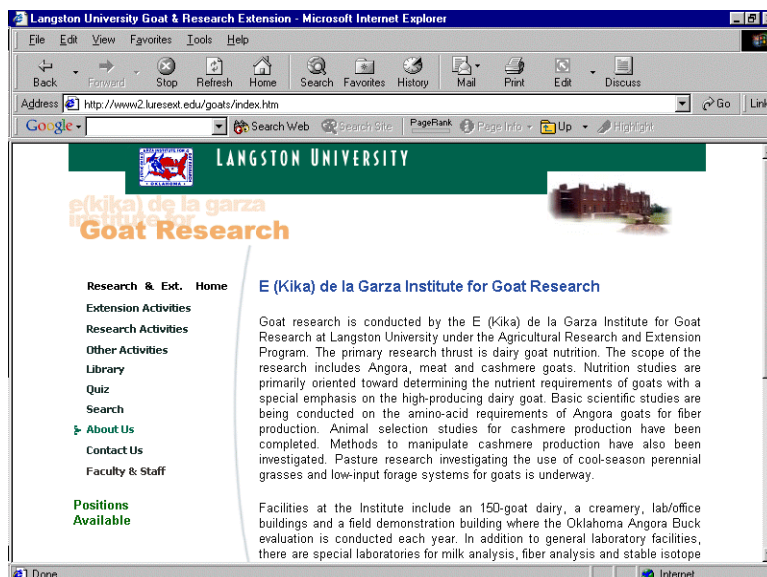 Langston University Goat & Research Extension - Microsoft Internet Explorer
File Edit View Favorites Tools Help
Back Forward Stop Refresh Home Search Favorites History Mail Print Edit Discuss
Address http://www2.luresext.edu/goats/index.htm Go Link
Google Search Web Search Site PageRank Page Info Up Highlight
LANGSTON UNIVERSITY
OKLAHOMA
e(kika) de la garza
institute for
Goat Research
Research & Ext. Home
Extension Activities
Research Activities
Other Activities
Library
Quiz
Search
About Us
Contact Us
Faculty & Staff
Positions
Available
E (Kika) de la Garza Institute for Goat Research
Goat research is conducted by the E (Kika) de la Garza Institute for Goat
Research at Langston University under the Agricultural Research and Extension
Program. The primary research thrust is dairy goat nutrition. The scope of the
research includes Angora, meat and cashmere goats. Nutrition studies are
primarily oriented toward determining the nutrient requirements of goats with a
special emphasis on the high-producing dairy goat. Basic scientific studies are
being conducted on the amino-acid requirements of Angora goats for fiber
production. Animal selection studies for cashmere production have been
completed. Methods to manipulate cashmere production have also been
investigated. Pasture research investigating the use of cool-season perennial
grasses and low-input forage systems for goats is underway.
Facilities at the Institute include an 150-goat dairy, a creamery, lab/office
buildings and a field demonstration building where the Oklahoma Angora Buck
evaluation is conducted each year. In addition to general laboratory facilities,
there are special laboratories for milk analysis, fiber analysis and stable isotope
Done Internet